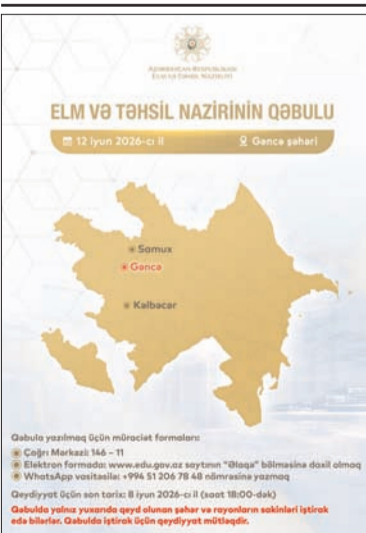 AZƏRBAYCAN RESPUBLİKASI
ELM VƏ TƏHSİL NAZİRLİYİ
ELM VƏ TƏHSİL NAZİRİNİN QƏBULU
12 iyun 2026-cı il
Gəncə şəhəri
Samux
Gəncə
Kəlbəcər
Qəbula yazılmaq üçün müraciət formaları:
Çağrı Mərkəzi: 146 – 11
Elektron formada: www.edu.gov.az saytının “Əlaqə” bölməsinə daxil olmaq
WhatsApp vasitəsilə: +994 51 206 78 48 nömrəsinə yazmaq
Qeydiyyat üçün son tarix: 8 iyun 2026-cı il (saat 18:00-dək)
Qəbulda yalnız yuxarıda qeyd olunan şəhər və rayonların sakinləri iştirak
edə bilərlər. Qəbulda iştirak üçün qeydiyyat mütləqdir.